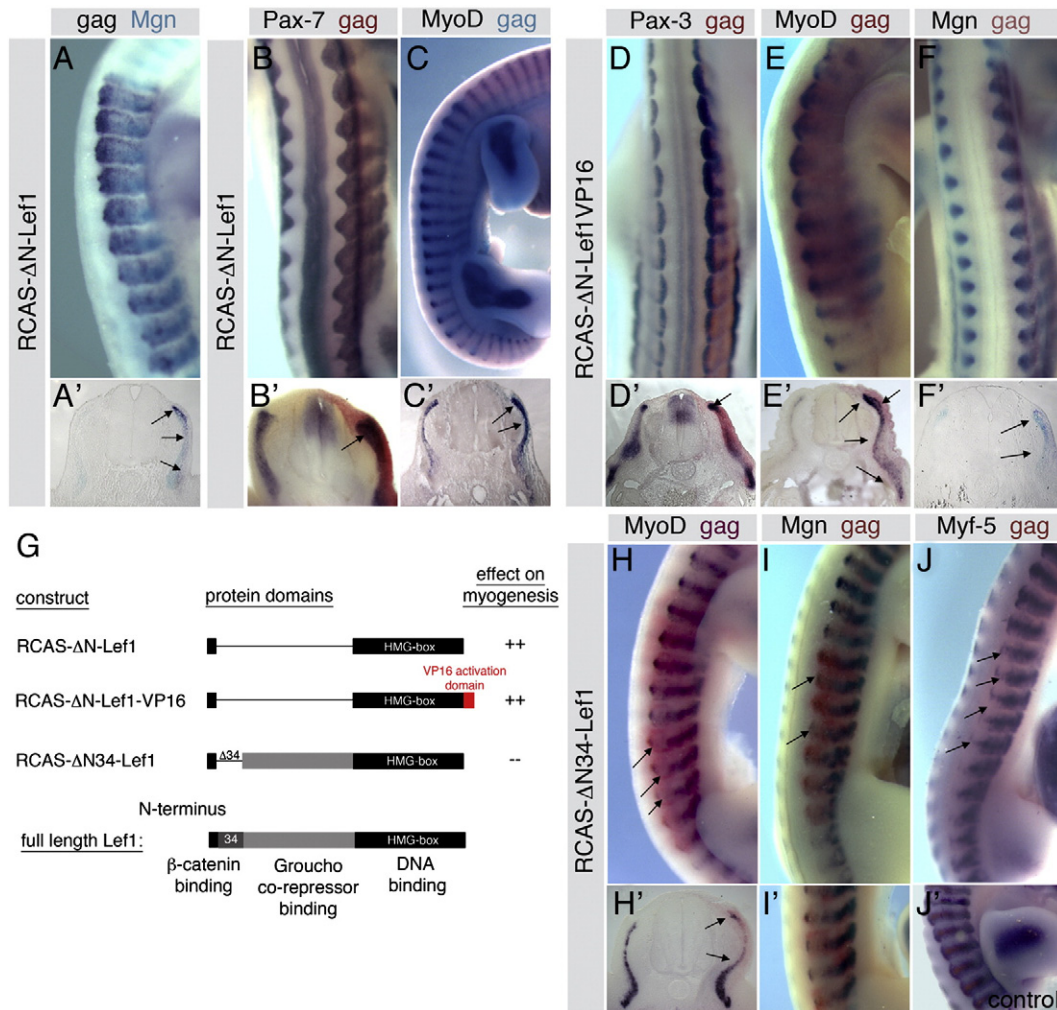 gag Mgn
Pax-7 gag
MyoD gag
Pax-3 gag
MyoD gag
Mgn gag
RCAS-ΔN-Lef1
A
A'
RCAS-ΔN-Lef1
B
C
B'
C'
RCAS-ΔN-Lef1VP16
D
E
F
D'
E'
F'
G
construct
protein domains
effect on
myogenesis
RCAS-ΔN-Lef1
HMG-box
++
VP16 activation
domain
RCAS-ΔN-Lef1-VP16
HMG-box
++
RCAS-ΔN34-Lef1
Δ34
HMG-box
--
N-terminus
full length Lef1:
34
HMG-box
β-catenin
binding
Groucho
co-repressor
binding
DNA
binding
MyoD gag
Mgn gag
Myf-5 gag
RCAS-ΔN34-Lef1
H
I
J
H'
I'
J'
control